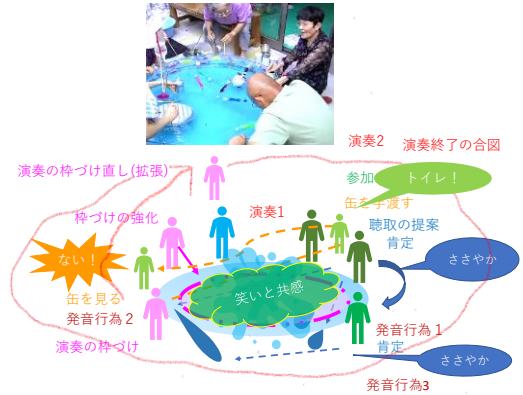 演奏2
演奏終了の合図
演奏の枠づけ直し(拡張)
参加
トイレ！
缶を手渡す
枠づけの強化
演奏1
聴取の提案
肯定
ない！
ささやか
笑いと共感
缶を見る
発音行為２
発音行為１
肯定
演奏の枠づけ
ささやか
発音行為3